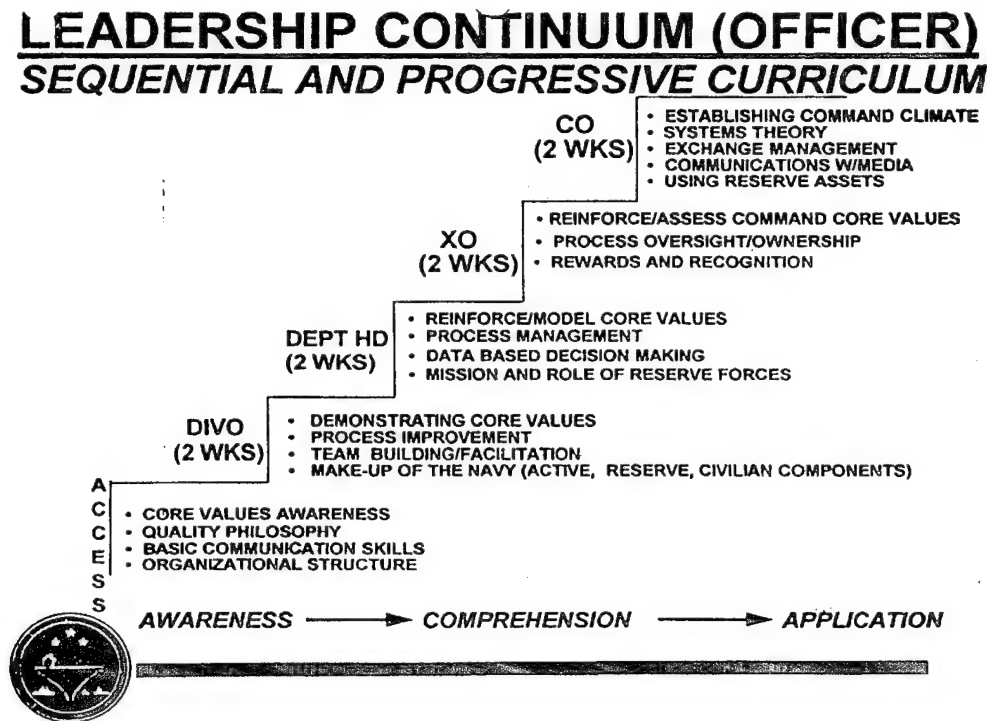 LEADERSHIP CONTINUUM (OFFICER)
SEQUENTIAL AND PROGRESSIVE CURRICULUM
CO
(2 WKS)
• ESTABLISHING COMMAND CLIMATE
• SYSTEMS THEORY
• EXCHANGE MANAGEMENT
• COMMUNICATIONS W/MEDIA
• USING RESERVE ASSETS
XO
(2 WKS)
• REINFORCE/ASSESS COMMAND CORE VALUES
• PROCESS OVERSIGHT/OWNERSHIP
• REWARDS AND RECOGNITION
DEPT HD
(2 WKS)
• REINFORCE/MODEL CORE VALUES
• PROCESS MANAGEMENT
• DATA BASED DECISION MAKING
• MISSION AND ROLE OF RESERVE FORCES
DIVO
(2 WKS)
• DEMONSTRATING CORE VALUES
• PROCESS IMPROVEMENT
• TEAM BUILDING/FACILITATION
• MAKE-UP OF THE NAVY (ACTIVE, RESERVE, CIVILIAN COMPONENTS)
ACCESS
• CORE VALUES AWARENESS
• QUALITY PHILOSOPHY
• BASIC COMMUNICATION SKILLS
• ORGANIZATIONAL STRUCTURE
AWARENESS → COMPREHENSION → APPLICATION